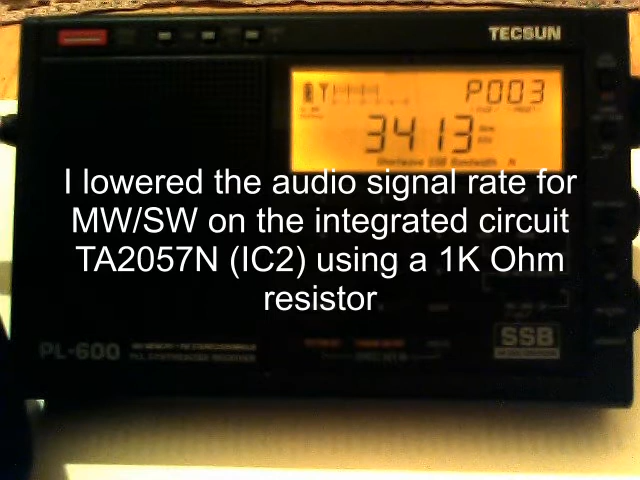 TECSUN
P003
3413
I lowered the audio signal rate for
MW/SW on the integrated circuit
TA2057N (IC2) using a 1K Ohm
resistor
PL-600
SSB